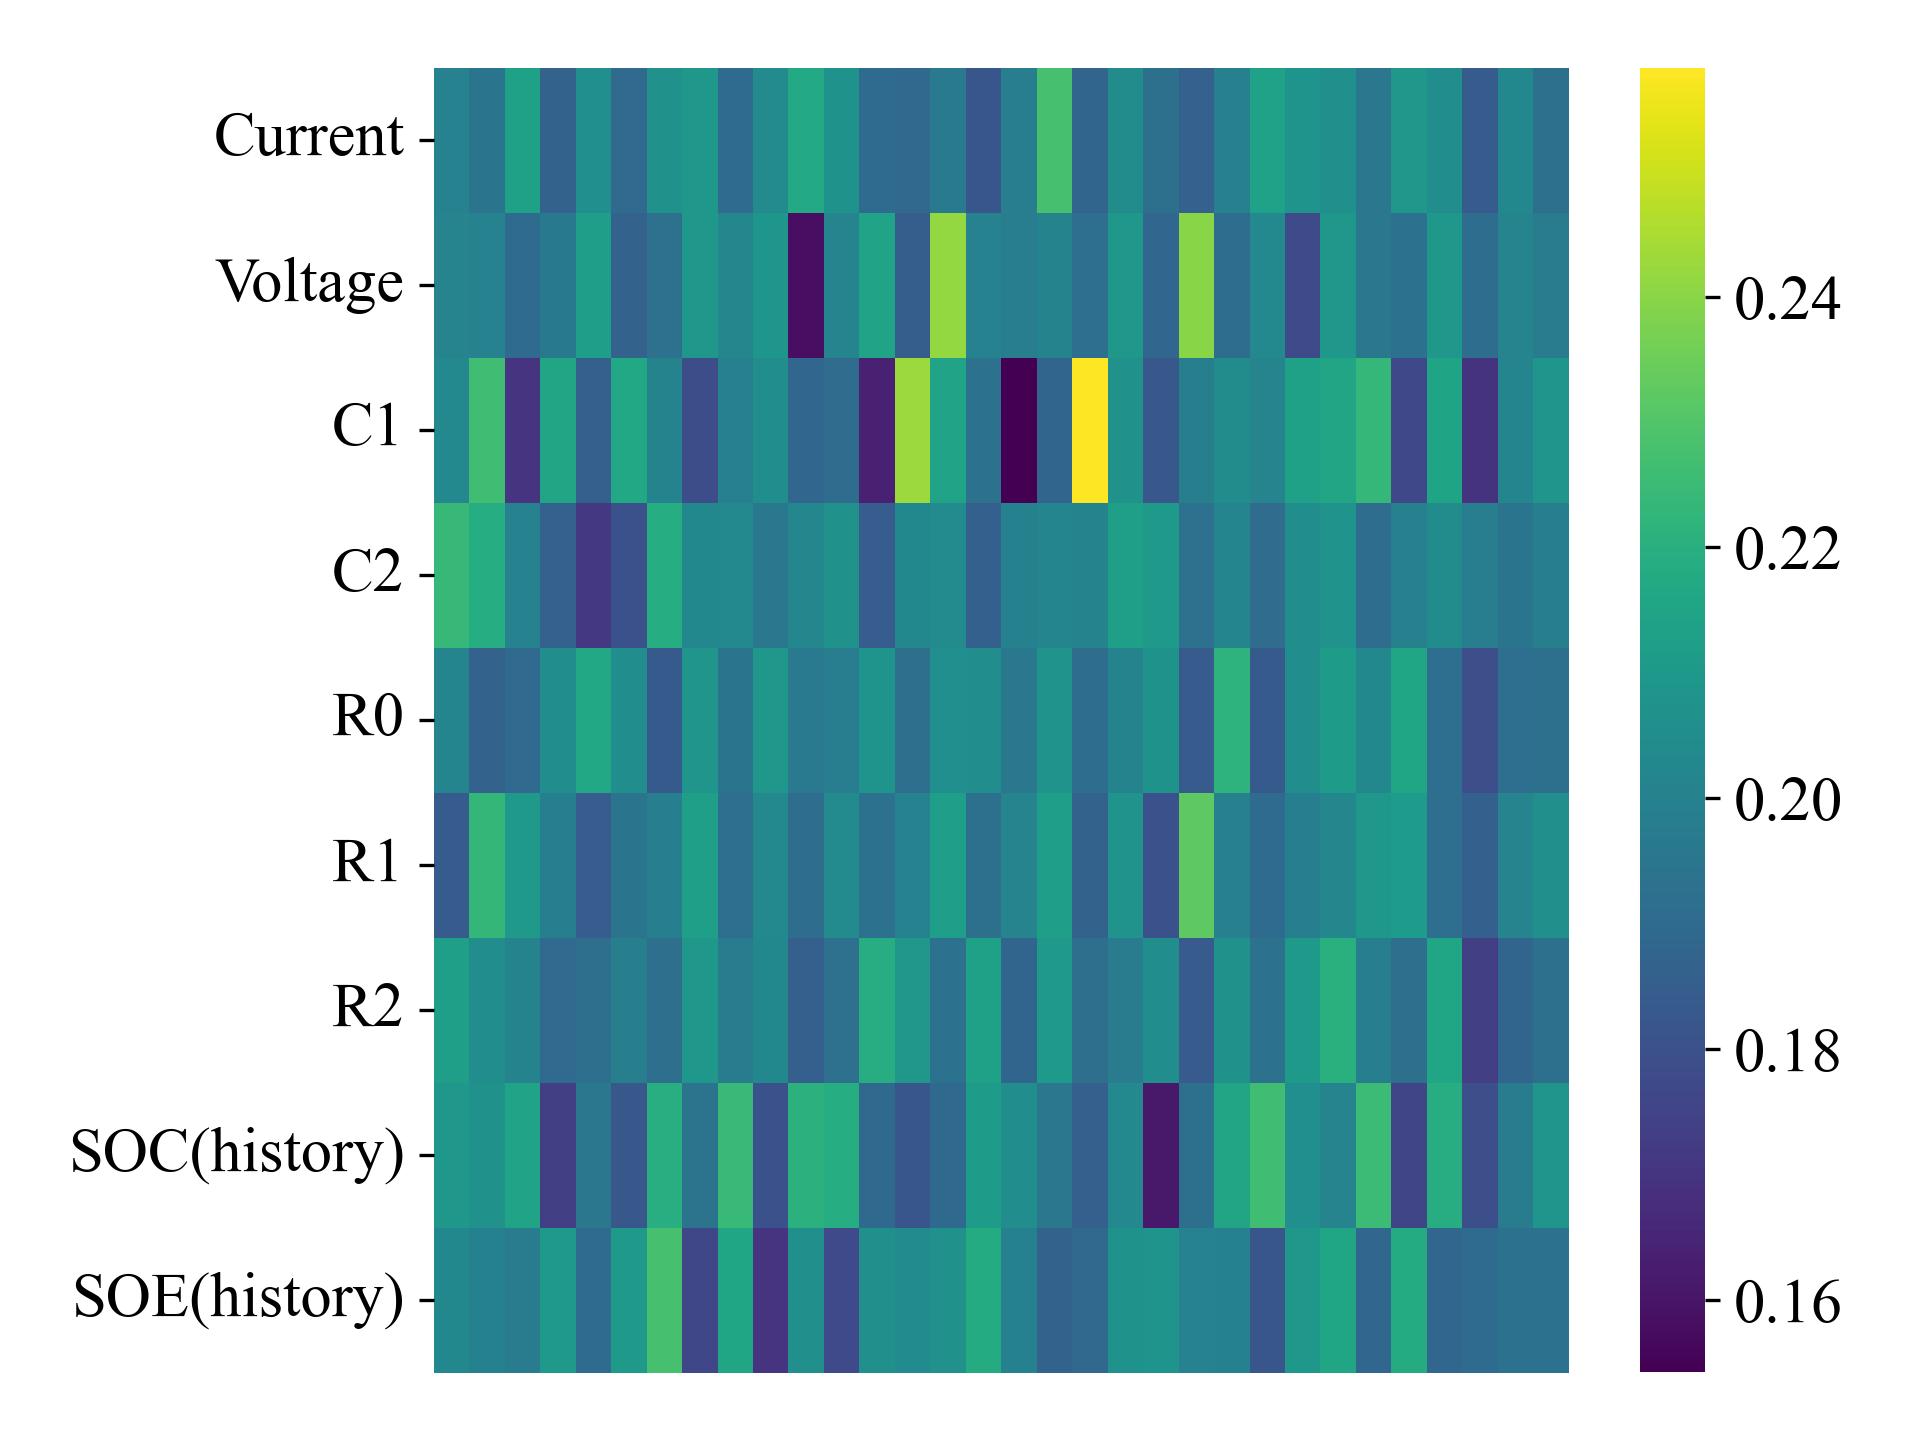 Current
Voltage
C1
C2
R0
R1
R2
SOC(history)
SOE(history)
0.24
0.22
0.20
0.18
0.16